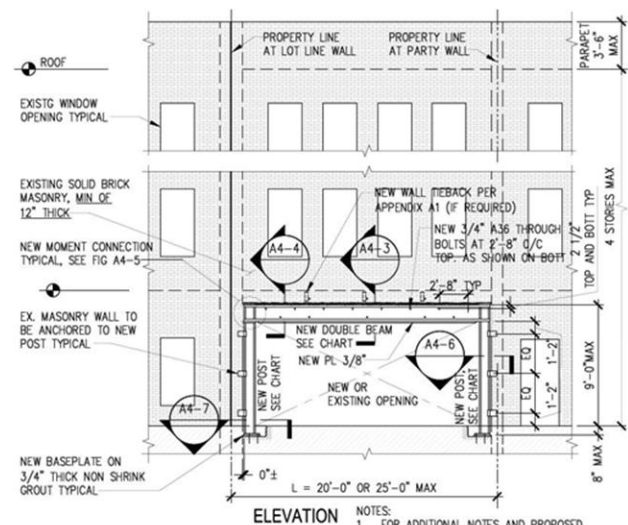 PROPERTY LINE
AT LOT LINE WALL
PROPERTY LINE
AT PARTY WALL
PARAPET
3'-6"
MAX
ROOF
EXISTG WINDOW
OPENING TYPICAL
EXISTING SOLID BRICK
MASONRY, MIN OF
12" THICK
NEW WALL TIEBACK PER
APPENDIX A1 (IF REQUIRED)
NEW 3/4" A36 THROUGH
BOLTS AT 2'-8" O/C
TOP. AS SHOWN ON BOTT
2 1/2"
TOP AND BOTT TYP
4 STORIES MAX
A4-4
A4-3
NEW MOMENT CONNECTION
TYPICAL, SEE FIG A4-5
2'-8" TYP
EX. MASONRY WALL TO
BE ANCHORED TO NEW
POST TYPICAL
NEW DOUBLE BEAM
SEE CHART
NEW PL 3/8"
A4-6
NEW POST
SEE CHART
NEW OR
EXISTING OPENING
NEW POST,
SEE CHART
EQ
EQ
1'-2"
1'-2"
9'-0"MAX
A4-7
NEW BASEPLATE ON
3/4" THICK NON SHRINK
GROUT TYPICAL
0"±
8" MAX
L = 20'-0" OR 25'-0" MAX
ELEVATION
NOTES:
1. FOR ADDITIONAL NOTES AND PROPOSED